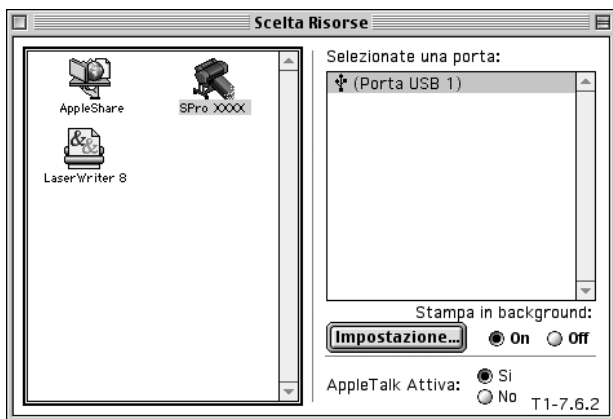 Scelta Risorse
AppleShare
SPro XXXX
LaserWriter 8
Selezionate una porta:
(Porta USB 1)
Stampa in background:
Impostazione...
On
Off
AppleTalk Attiva:
Si
No
T1-7.6.2